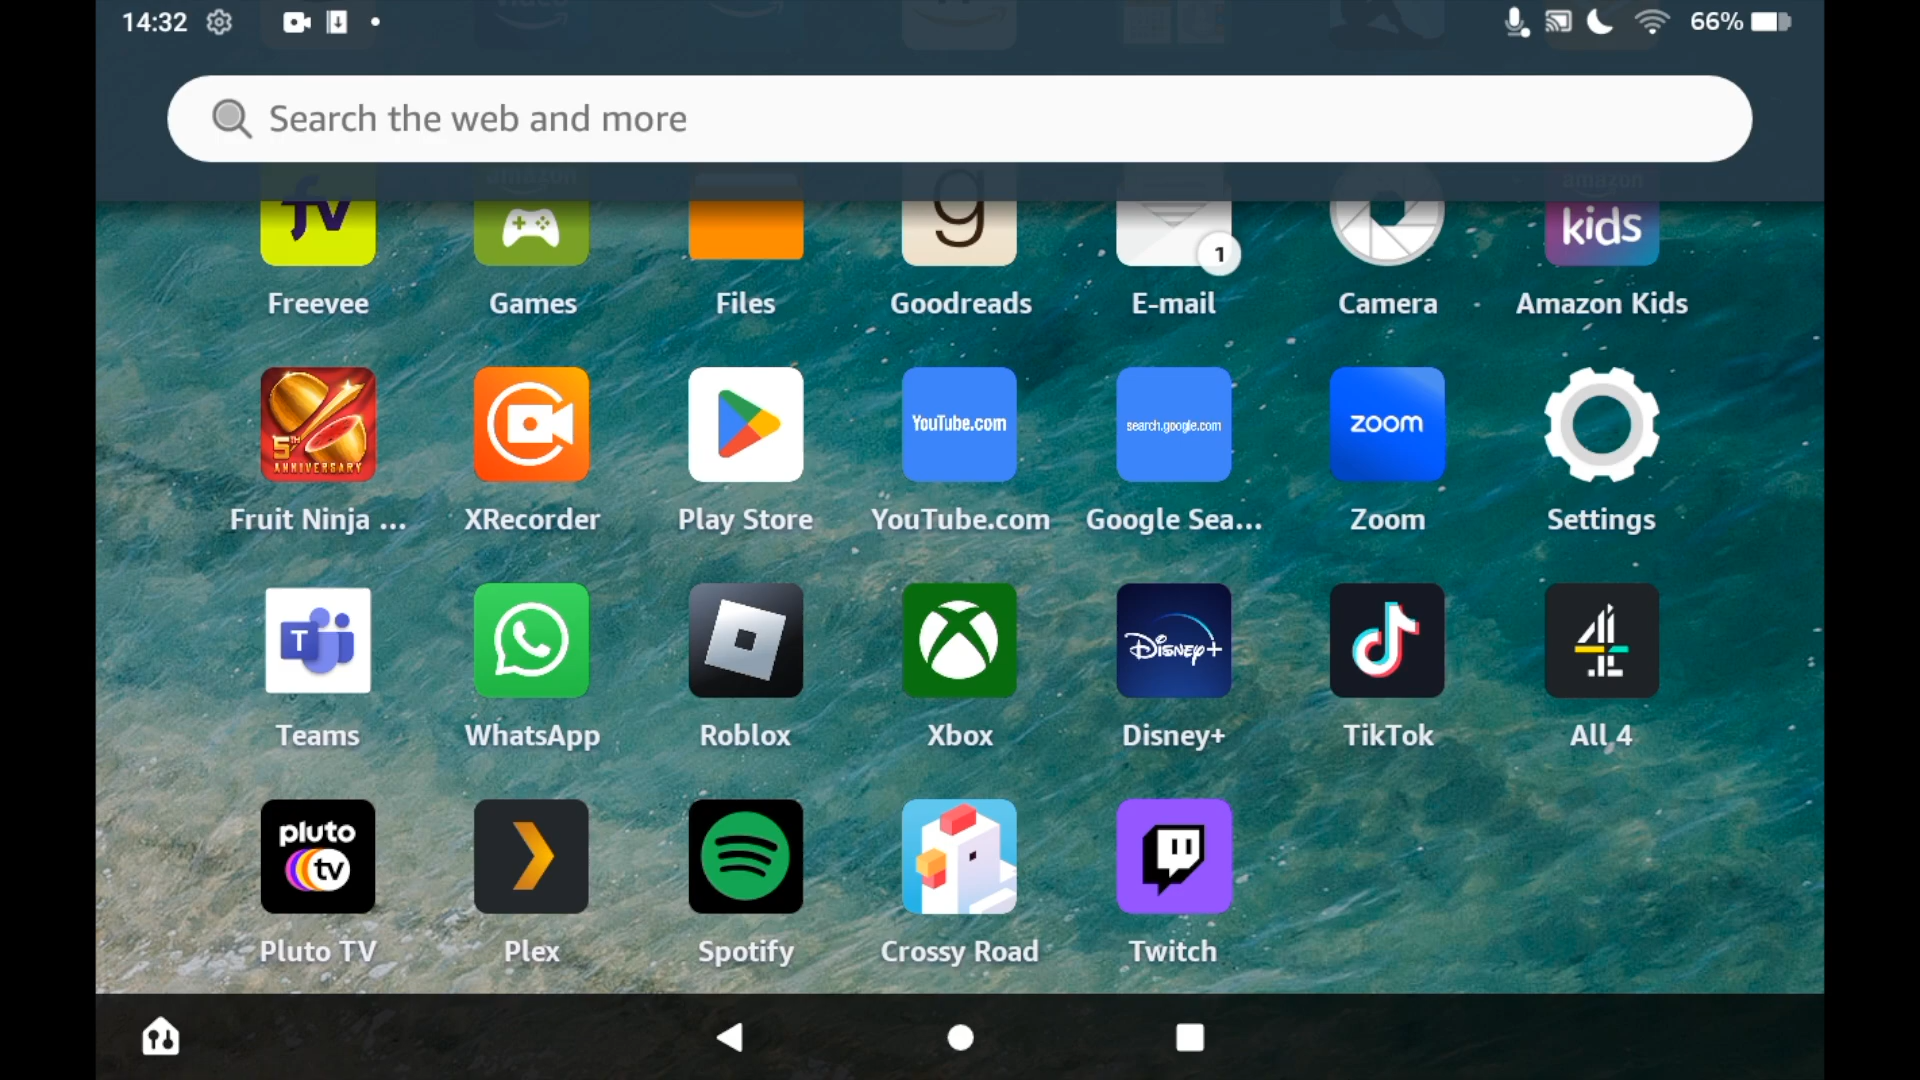 14:32
66%
Search the web and more
fv
amazon
g
1
amazon
kids
Freevee
Games
Files
Goodreads
E-mail
Camera
Amazon Kids
5TH
ANNIVERSARY
YouTube.com
search.google.com
zoom
Fruit Ninja ...
XRecorder
Play Store
YouTube.com
Google Sea...
Zoom
Settings
T
Disney+
4
Teams
WhatsApp
Roblox
Xbox
Disney+
TikTok
All 4
pluto
tv
Pluto TV
Plex
Spotify
Crossy Road
Twitch